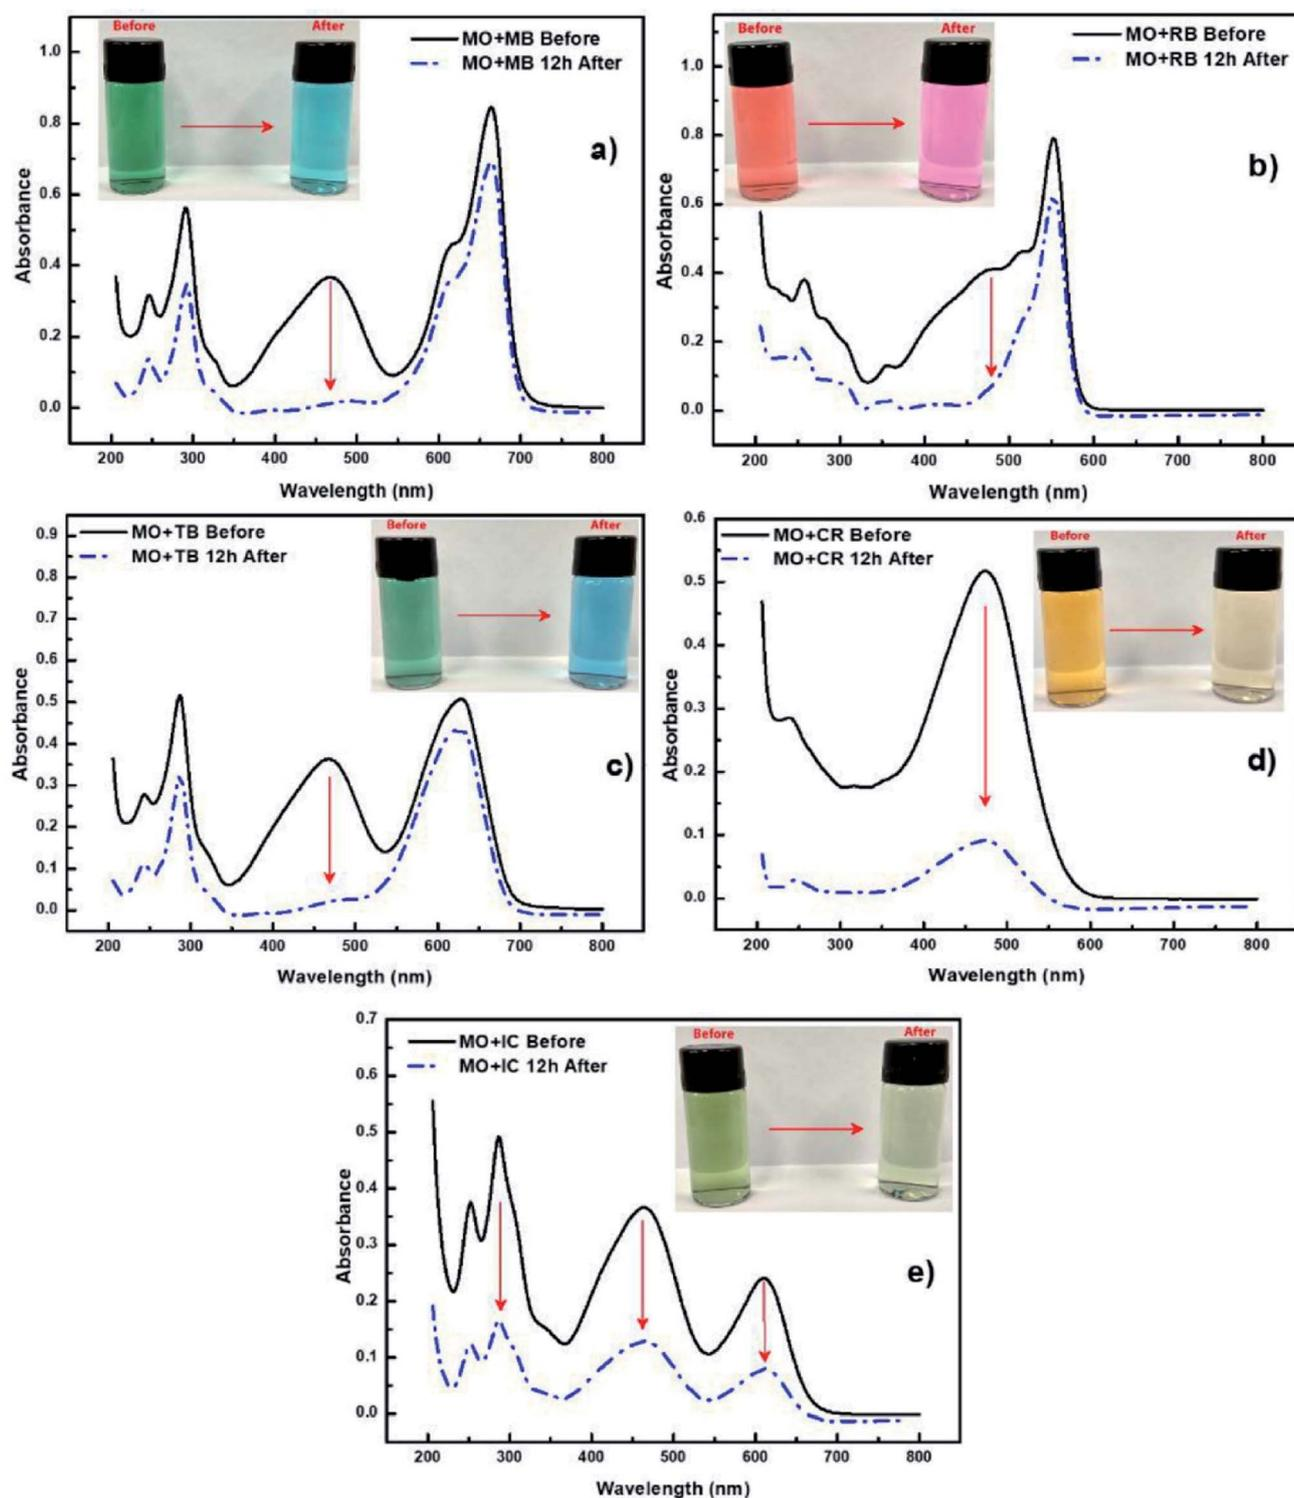 Before
After
MO+MB Before
MO+MB 12h After
a)
Absorbance
1.0
0.8
0.6
0.4
0.2
0.0
200 300 400 500 600 700 800
Wavelength (nm)
Before
After
MO+RB Before
MO+RB 12h After
b)
Absorbance
1.0
0.8
0.6
0.4
0.2
0.0
200 300 400 500 600 700 800
Wavelength (nm)
MO+TB Before
MO+TB 12h After
Before
After
c)
Absorbance
0.9
0.8
0.7
0.6
0.5
0.4
0.3
0.2
0.1
0.0
200 300 400 500 600 700 800
Wavelength (nm)
MO+CR Before
MO+CR 12h After
Before
After
d)
Absorbance
0.6
0.5
0.4
0.3
0.2
0.1
0.0
200 300 400 500 600 700 800
Wavelength (nm)
MO+IC Before
MO+IC 12h After
Before
After
e)
Absorbance
0.7
0.6
0.5
0.4
0.3
0.2
0.1
0.0
200 300 400 500 600 700 800
Wavelength (nm)